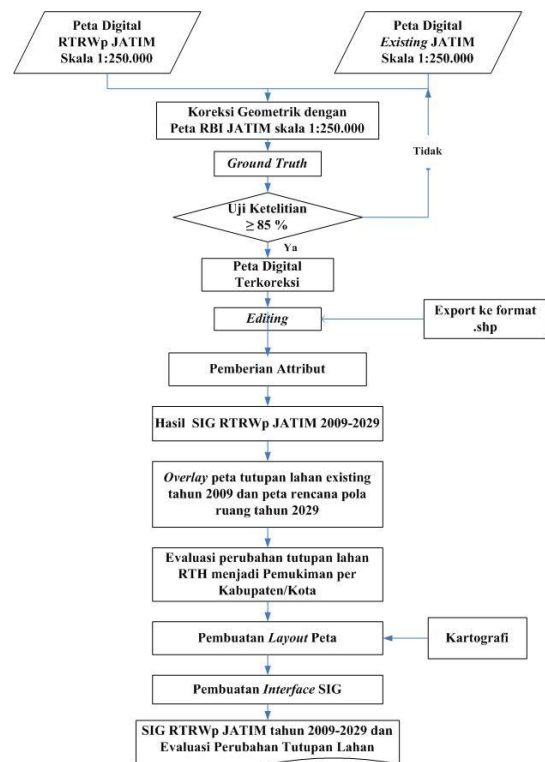 Peta Digital
RTRWp JATIM
Skala 1:250.000
Peta Digital
Existing JATIM
Skala 1:250.000
Koreksi Geometrik dengan
Peta RBI JATIM skala 1:250.000
Tidak
Ground Truth
Uji Ketelitian
≥ 85 %
Ya
Peta Digital
Terkoreksi
Editing
Export ke format
.shp
Pemberian Attribut
Hasil SIG RTRWp JATIM 2009-2029
Overlay peta tutupan lahan existing
tahun 2009 dan peta rencana pola
ruang tahun 2029
Evaluasi perubahan tutupan lahan
RTH menjadi Pemukiman per
Kabupaten/Kota
Pembuatan Layout Peta
Kartografi
Pembuatan Interface SIG
SIG RTRWp JATIM tahun 2009-2029 dan
Evaluasi Perubahan Tutupan Lahan